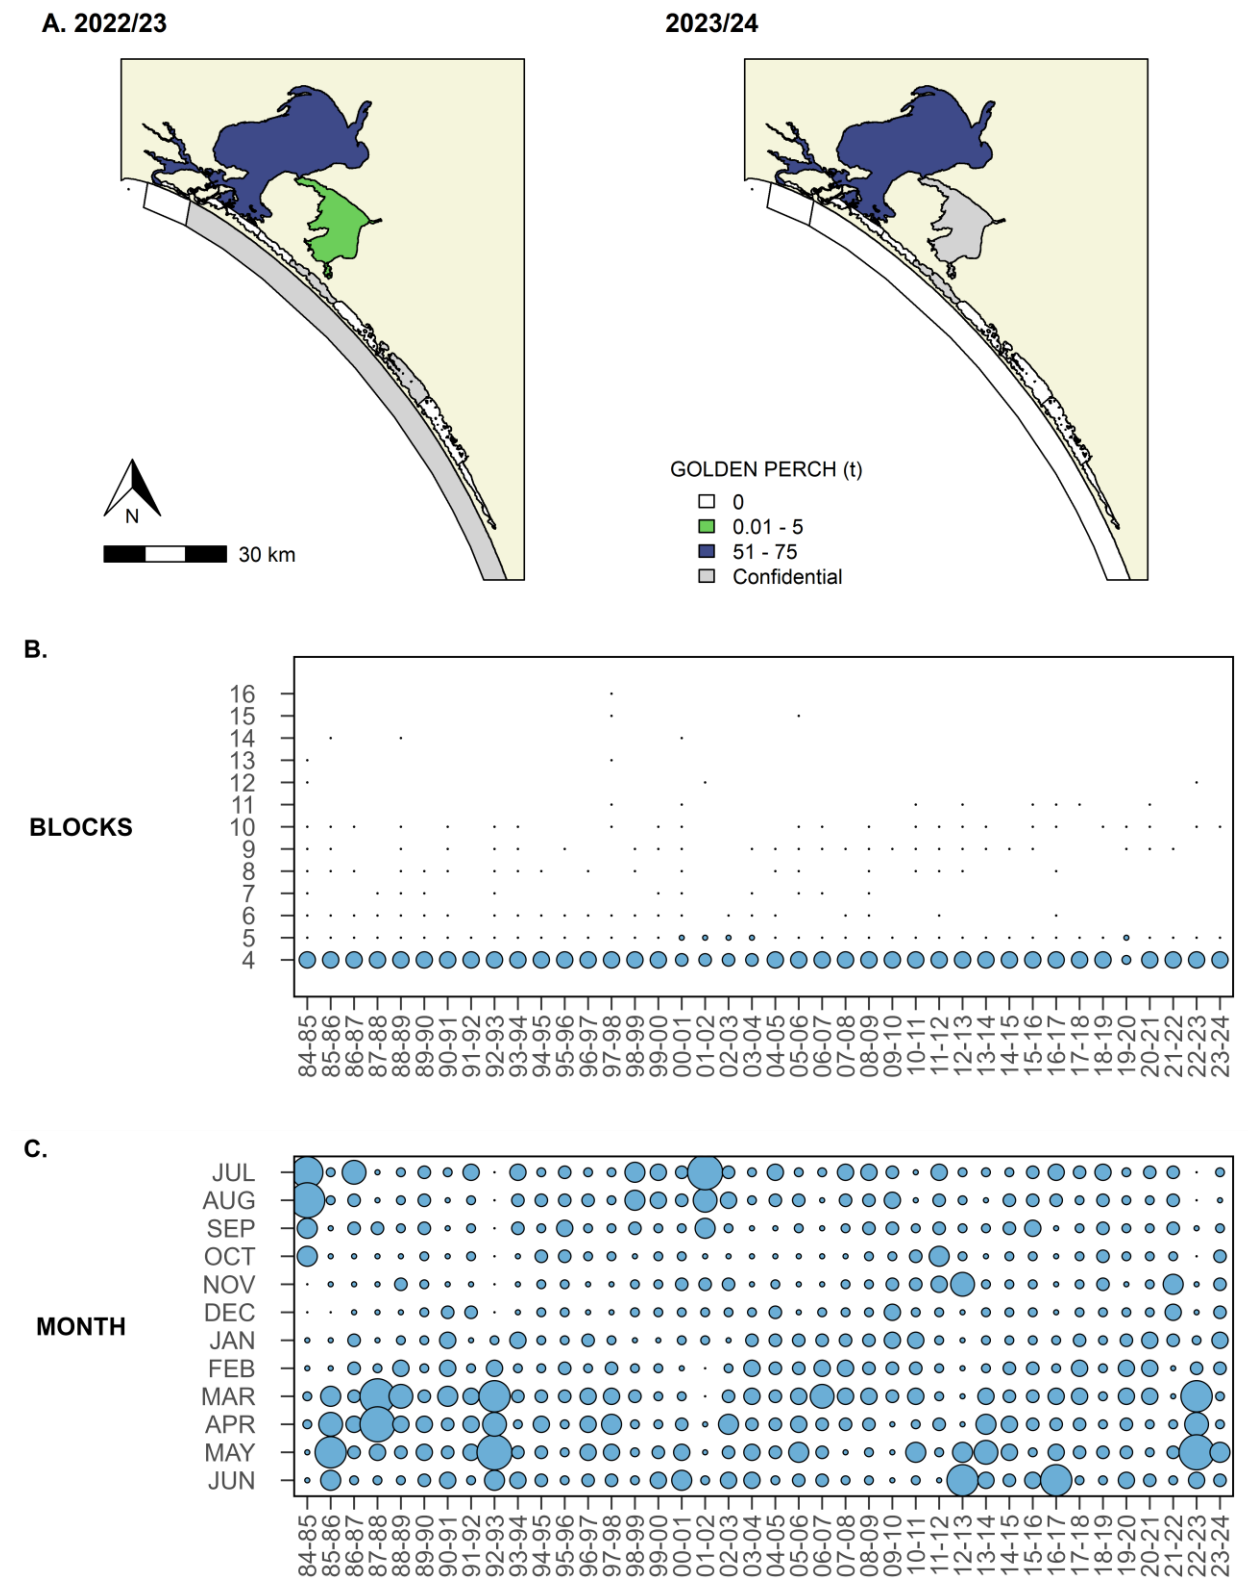 A. 2022/23
2023/24
GOLDEN PERCH (t)
0
0.01 - 5
51 - 75
Confidential
N
30 km
B.
BLOCKS
16
15
14
13
12
11
10
9
8
7
6
5
4
84-85 85-86 86-87 87-88 88-89 89-90 90-91 91-92 92-93 93-94 94-95 95-96 96-97 97-98 98-99 99-00 00-01 01-02 02-03 03-04 04-05 05-06 06-07 07-08 08-09 09-10 10-11 11-12 12-13 13-14 14-15 15-16 16-17 17-18 18-19 19-20 20-21 21-22 22-23 23-24
C.
MONTH
JUL
AUG
SEP
OCT
NOV
DEC
JAN
FEB
MAR
APR
MAY
JUN
84-85 85-86 86-87 87-88 88-89 89-90 90-91 91-92 92-93 93-94 94-95 95-96 96-97 97-98 98-99 99-00 00-01 01-02 02-03 03-04 04-05 05-06 06-07 07-08 08-09 09-10 10-11 11-12 12-13 13-14 14-15 15-16 16-17 17-18 18-19 19-20 20-21 21-22 22-23 23-24